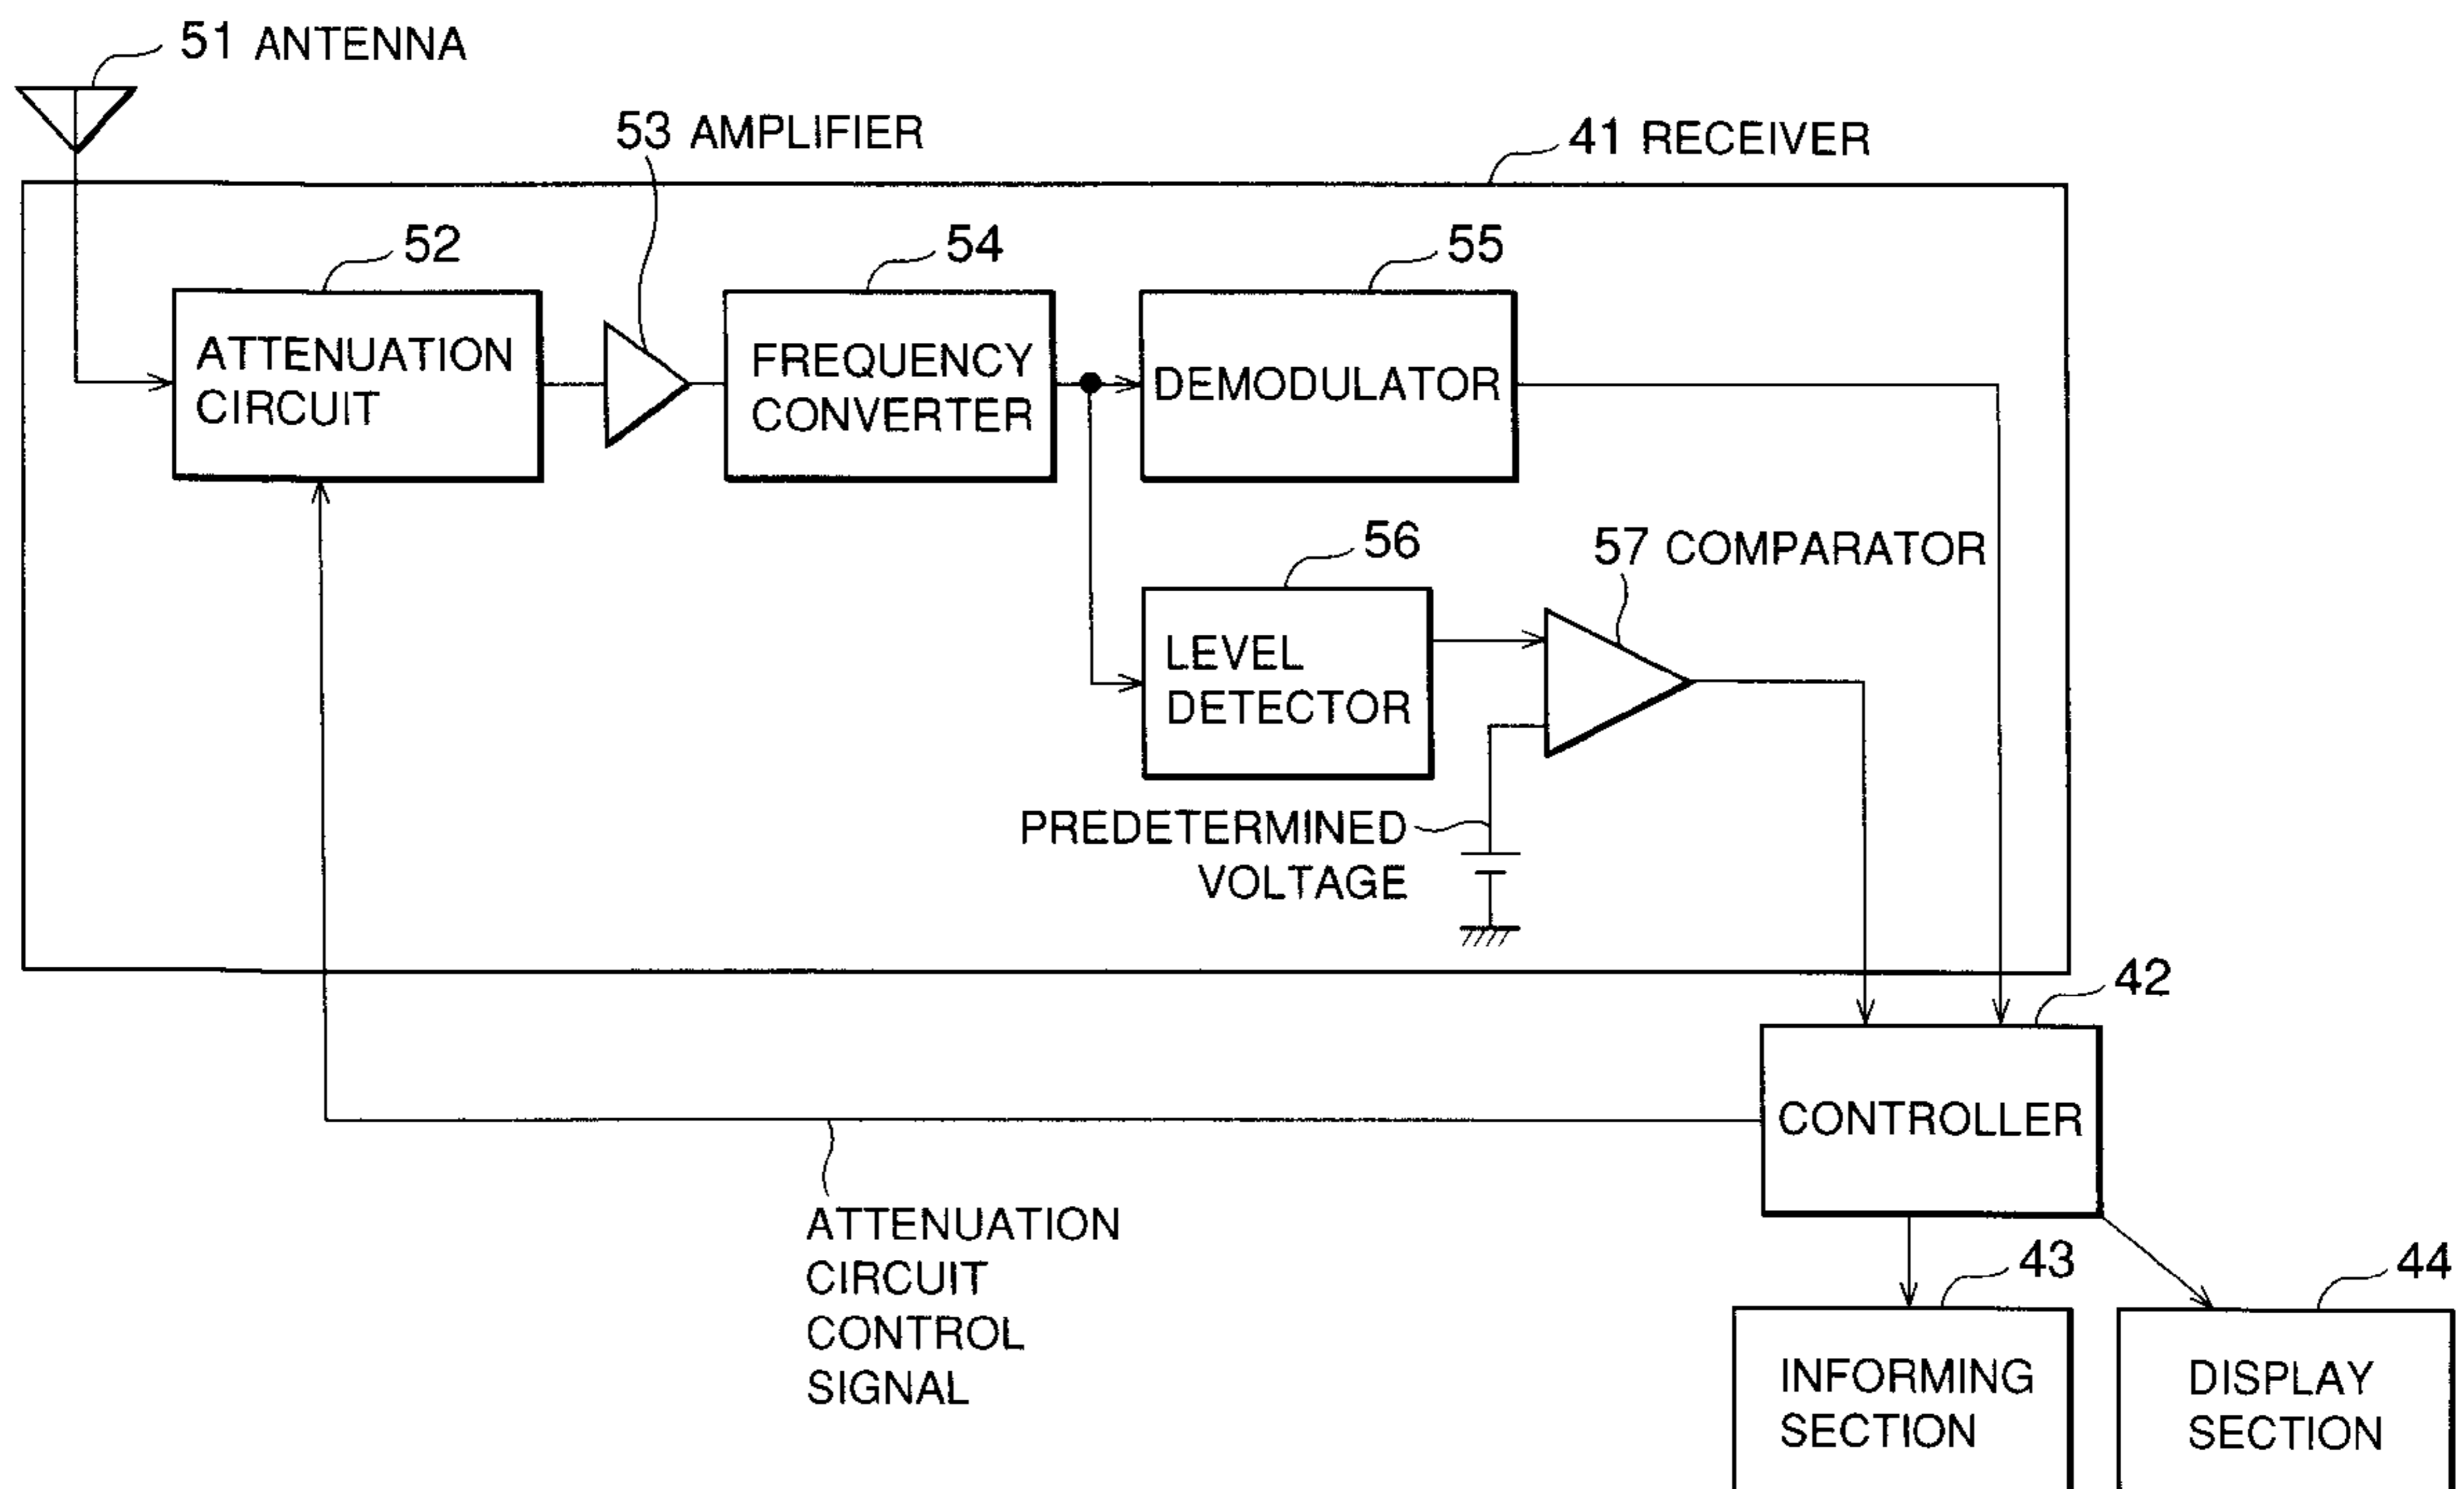 51 ANTENNA
53 AMPLIFIER
41 RECEIVER
52
54
55
ATTENUATION
CIRCUIT
FREQUENCY
CONVERTER
DEMODULATOR
56
57 COMPARATOR
LEVEL
DETECTOR
PREDETERMINED
VOLTAGE
42
CONTROLLER
ATTENUATION
CIRCUIT
CONTROL
SIGNAL
43
44
INFORMING
SECTION
DISPLAY
SECTION